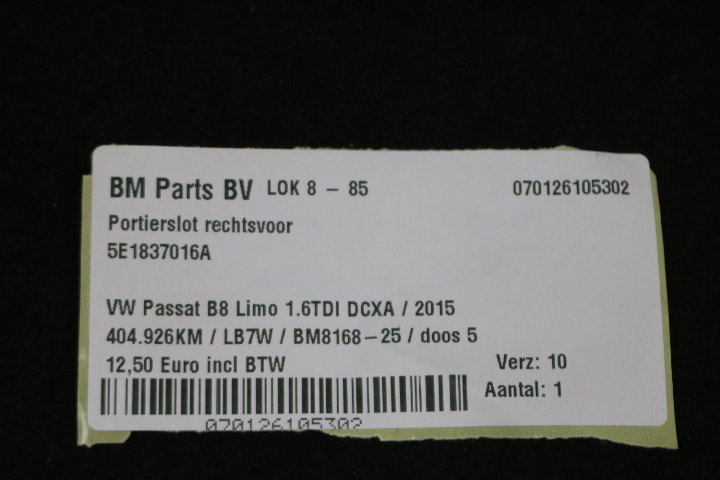 BM Parts BV LOK 8 - 85 070126105302
Portierslot rechtsvoor
5E1837016A
VW Passat B8 Limo 1.6TDI DCXA / 2015
404.926KM / LB7W / BM8168-25 / doos 5
12,50 Euro incl BTW Verz: 10
Aantal: 1
070126105302